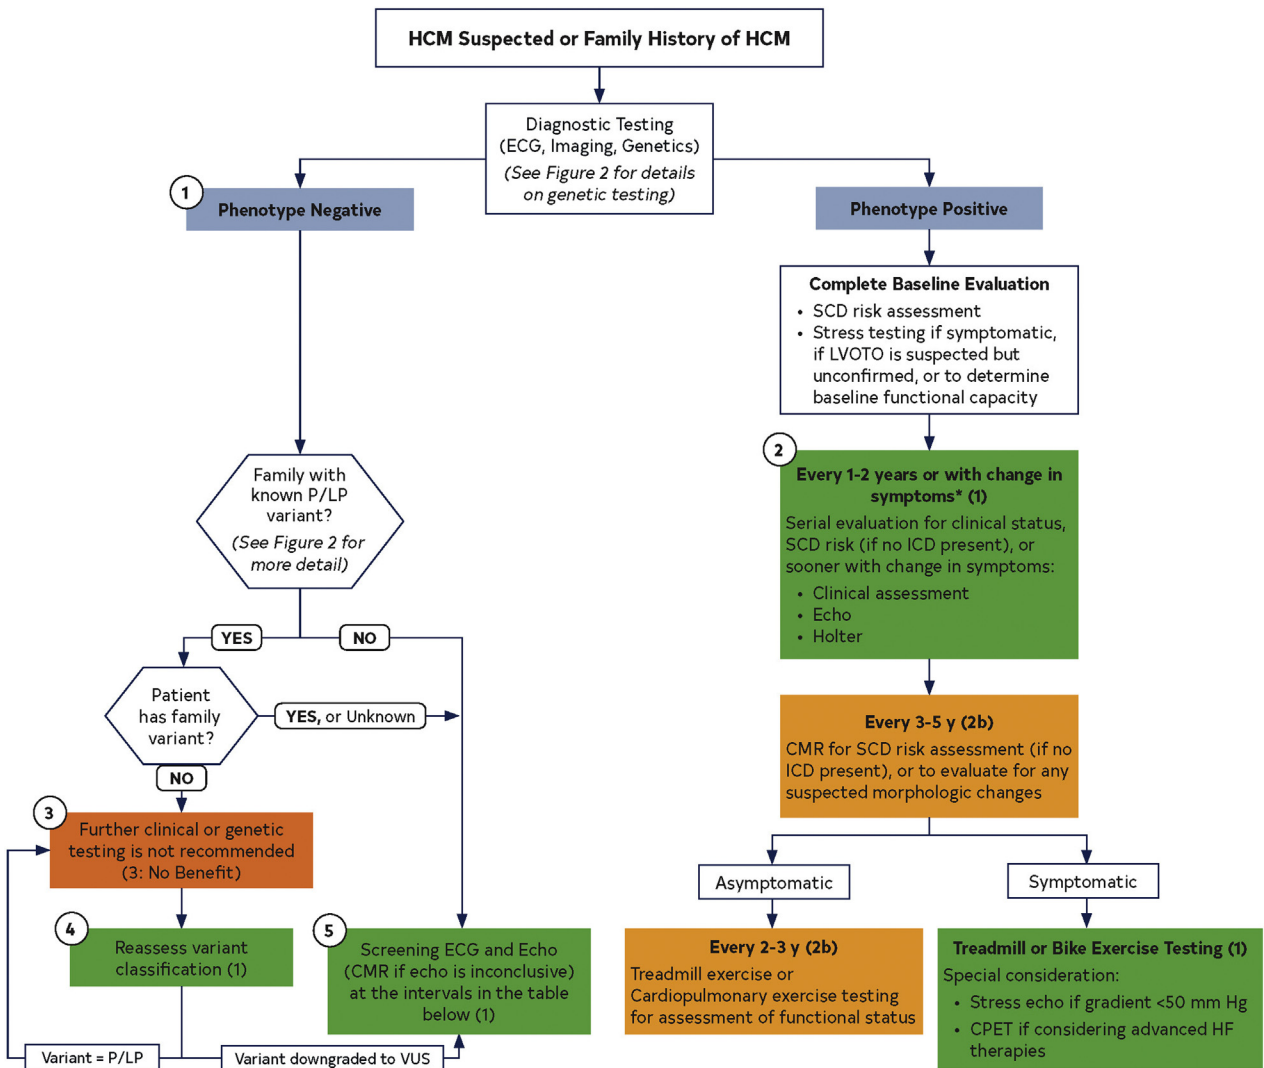 HCM Suspected or Family History of HCM
Diagnostic Testing
(ECG, Imaging, Genetics)
(See Figure 2 for details
on genetic testing)
1
Phenotype Negative
Phenotype Positive
Complete Baseline Evaluation
• SCD risk assessment
• Stress testing if symptomatic,
if LVOTO is suspected but
unconfirmed, or to determine
baseline functional capacity
Family with
known P/LP
variant?
(See Figure 2 for
more detail)
2
Every 1-2 years or with change in
symptoms* (1)
Serial evaluation for clinical status,
SCD risk (if no ICD present), or
sooner with change in symptoms:
• Clinical assessment
• Echo
• Holter
YES
NO
Patient
has family
variant?
YES, or Unknown
NO
Every 3-5 y (2b)
CMR for SCD risk assessment (if no
ICD present), or to evaluate for any
suspected morphologic changes
3
Further clinical or genetic
testing is not recommended
(3: No Benefit)
Asymptomatic
Symptomatic
4
Reassess variant
classification (1)
5
Screening ECG and Echo
(CMR if echo is inconclusive)
at the intervals in the table
below (1)
Every 2-3 y (2b)
Treadmill exercise or
Cardiopulmonary exercise testing
for assessment of functional status
Treadmill or Bike Exercise Testing (1)
Special consideration:
• Stress echo if gradient <50 mm Hg
• CPET if considering advanced HF
therapies
Variant = P/LP
Variant downgraded to VUS